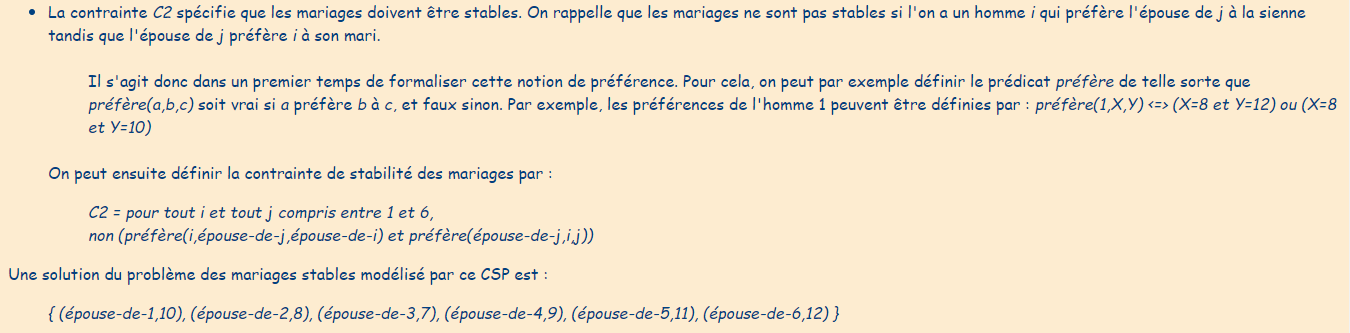 • La contrainte C2 spécifie que les mariages doivent être stables. On rappelle que les mariages ne sont pas stables si l'on a un homme i qui préfère l'épouse de j à la sienne
tandis que l'épouse de j préfère i à son mari.
Il s'agit donc dans un premier temps de formaliser cette notion de préférence. Pour cela, on peut par exemple définir le prédicat préfère de telle sorte que
préfère(a,b,c) soit vrai si a préfère b à c, et faux sinon. Par exemple, les préférences de l'homme 1 peuvent être définies par : préfère(1,X,Y) <=> (X=8 et Y=12) ou (X=8
et Y=10)
On peut ensuite définir la contrainte de stabilité des mariages par :
C2 = pour tout i et tout j compris entre 1 et 6,
non (préfère(i,épouse-de-j,épouse-de-i) et préfère(épouse-de-j,i,j))
Une solution du problème des mariages stables modélisé par ce CSP est :
{ (épouse-de-1,10), (épouse-de-2,8), (épouse-de-3,7), (épouse-de-4,9), (épouse-de-5,11), (épouse-de-6,12) }